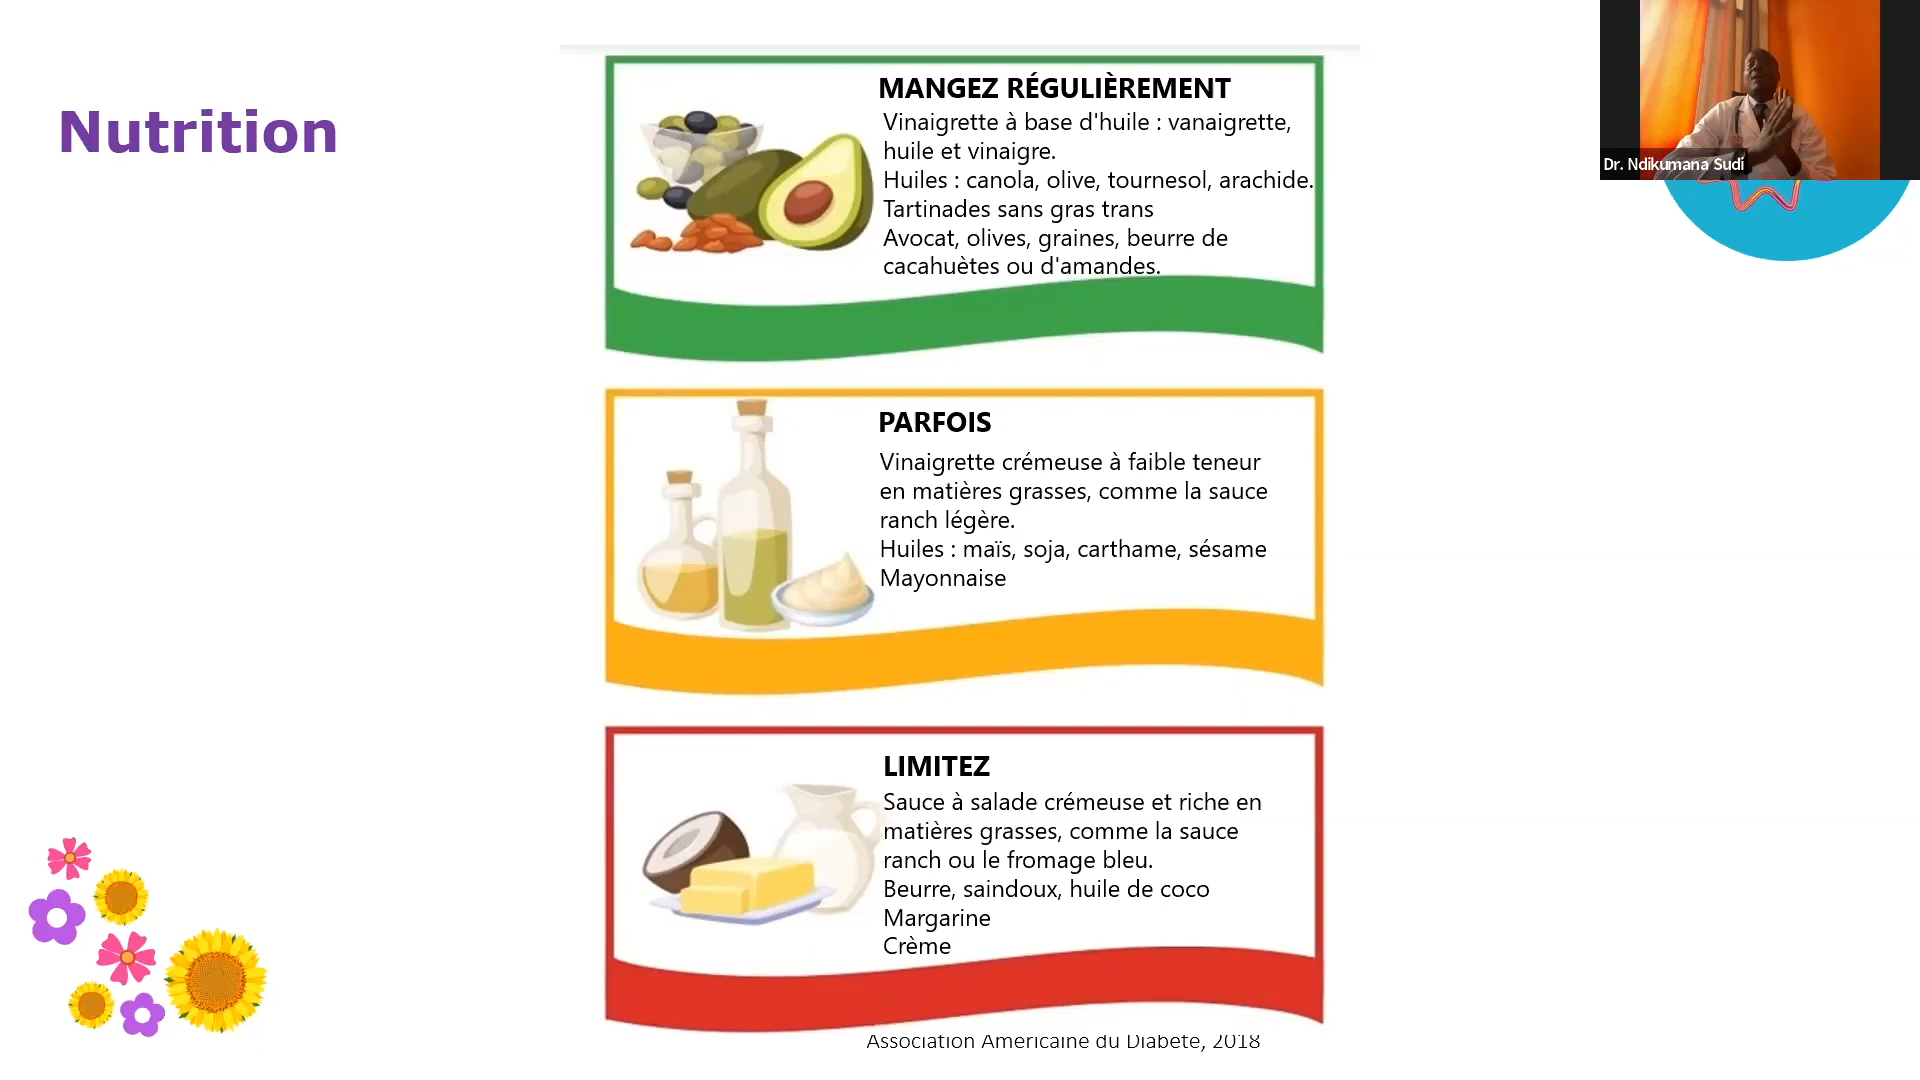 Nutrition
MANGEZ RÉGULIÈREMENT
Vinaigrette à base d'huile : vanaigrette,
huile et vinaigre.
Huiles : canola, olive, tournesol, arachide.
Tartinades sans gras trans
Avocat, olives, graines, beurre de
cacahuètes ou d'amandes.
PARFOIS
Vinaigrette crémeuse à faible teneur
en matières grasses, comme la sauce
ranch légère.
Huiles : maïs, soja, carthame, sésame
Mayonnaise
LIMITEZ
Sauce à salade crémeuse et riche en
matières grasses, comme la sauce
ranch ou le fromage bleu.
Beurre, saindoux, huile de coco
Margarine
Crème
Association Américaine du Diabète, 2018
Dr. Ndikumana Sudi